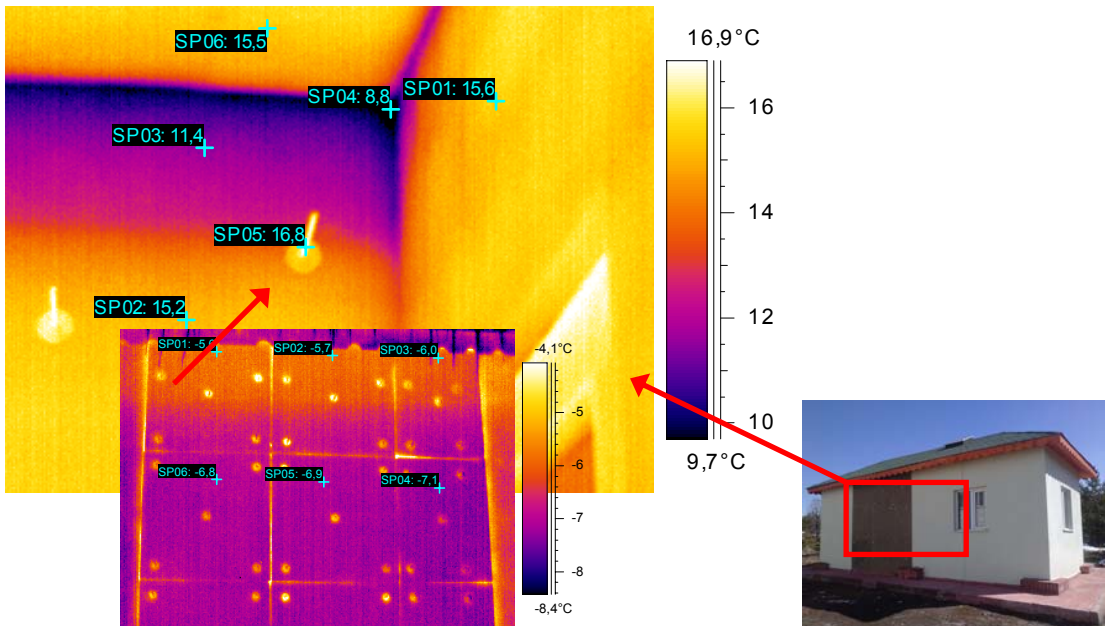 SP06: 15,5
SP04: 8,8
SP01: 15,6
SP03: 11,4
SP05: 16,8
SP02: 15,2
16,9°C
16
14
12
10
9,7°C
SP02: -5,7
SP03: -6,0
SP06: -6,8
SP05: -6,9
SP04: -7,1
-4,1°C
-5
-6
-7
-8
-8,4°C